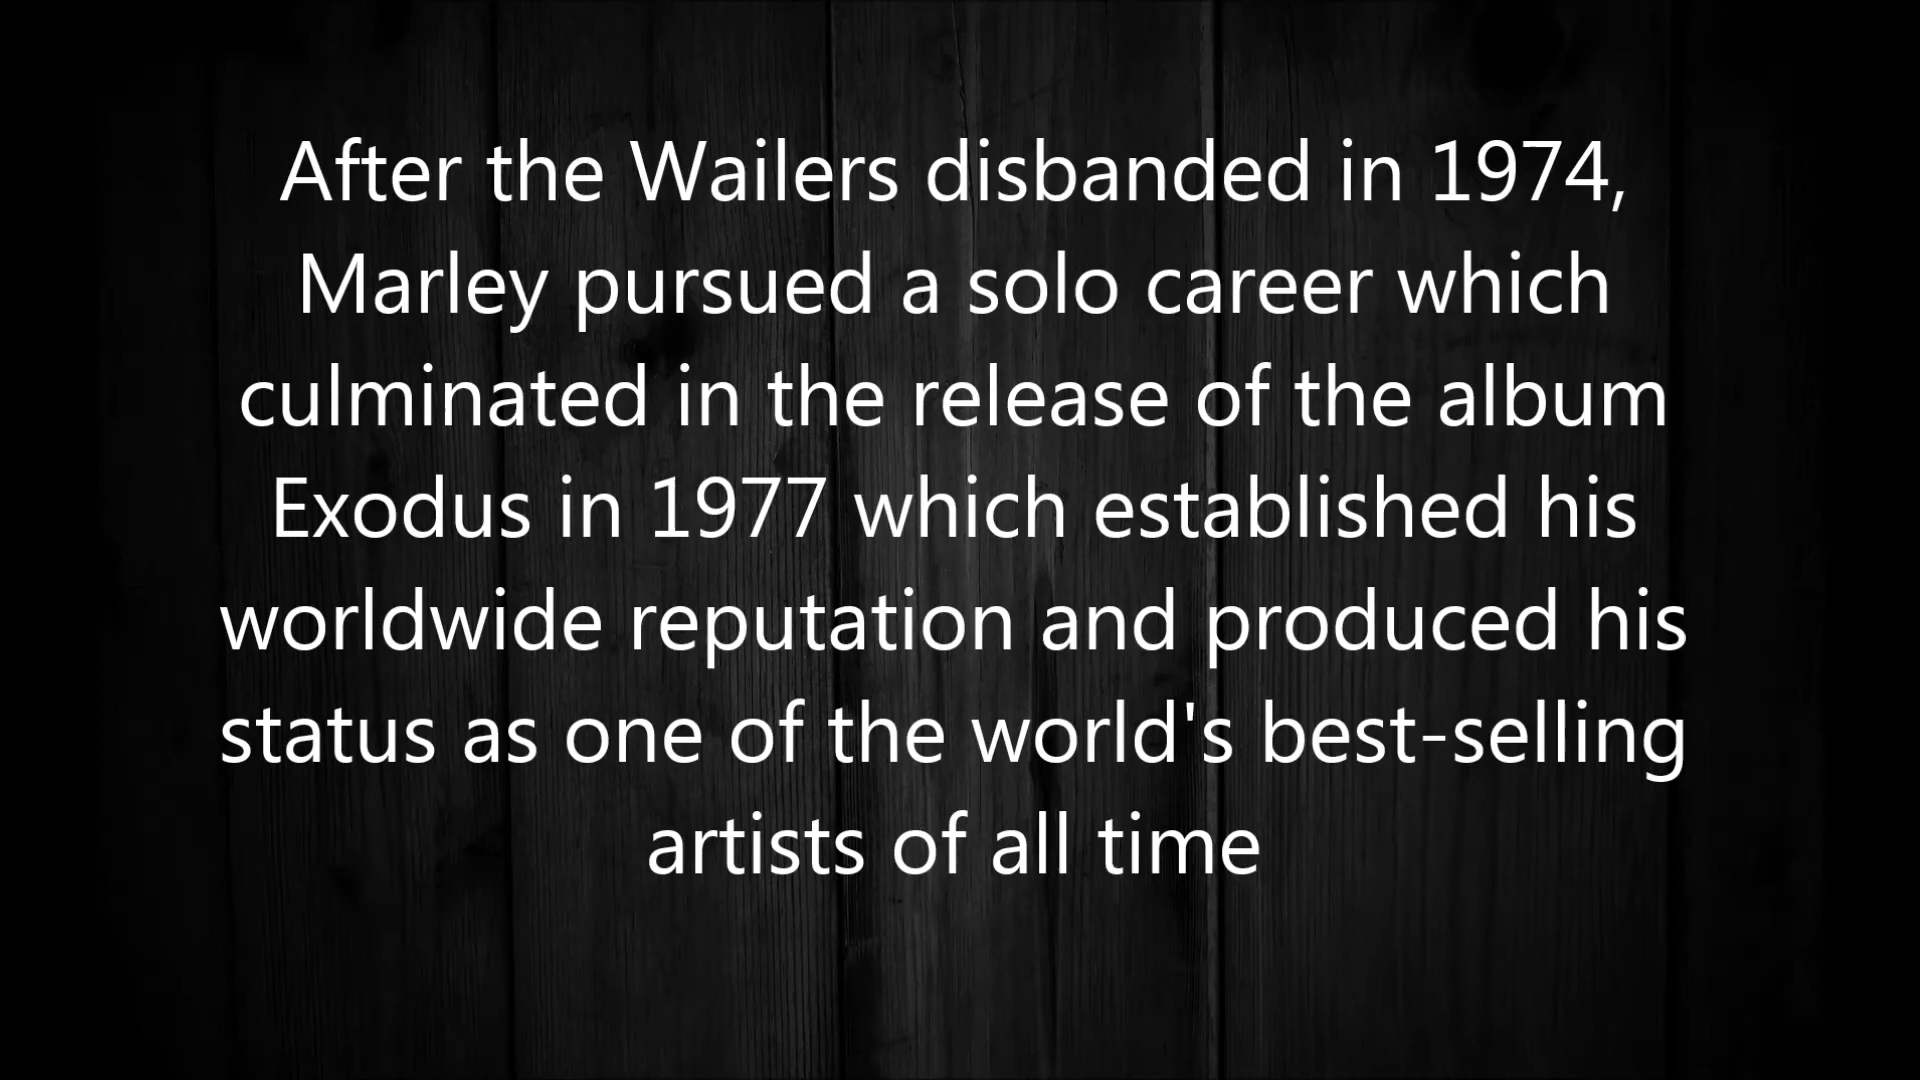 After the Wailers disbanded in 1974,
Marley pursued a solo career which
culminated in the release of the album
Exodus in 1977 which established his
worldwide reputation and produced his
status as one of the world's best-selling
artists of all time